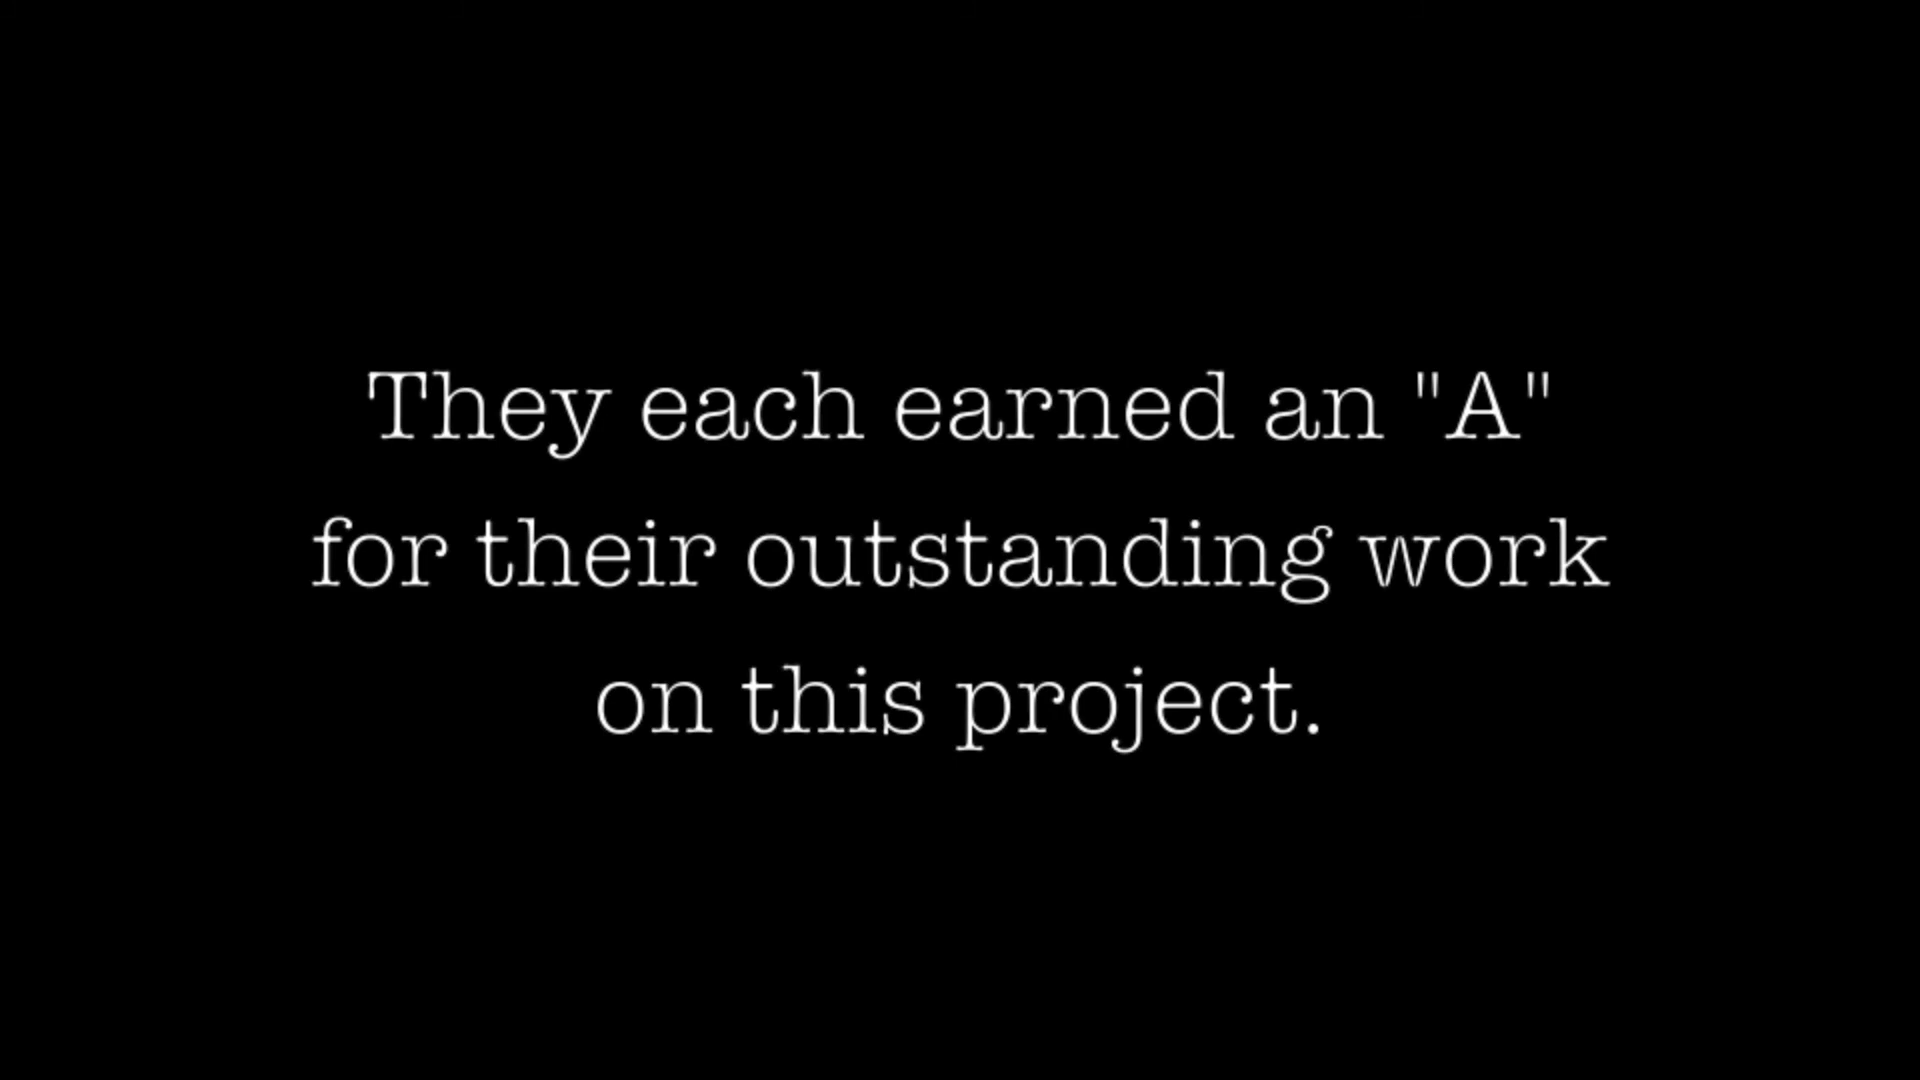 They each earned an "A"
for their outstanding work
on this project.